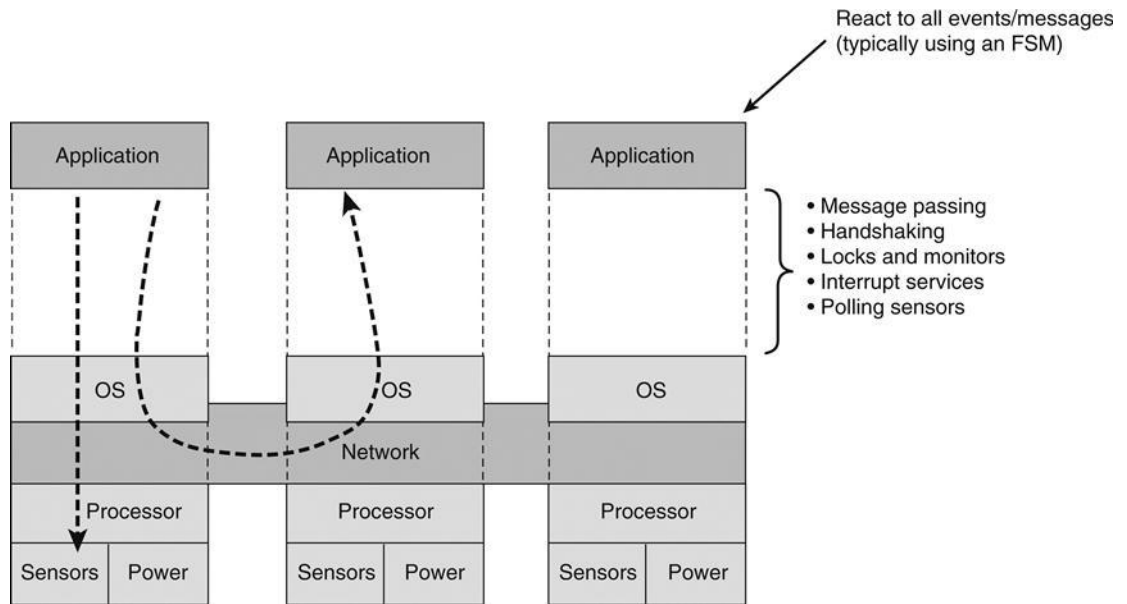 React to all events/messages
(typically using an FSM)
Application
Application
Application
• Message passing
• Handshaking
• Locks and monitors
• Interrupt services
• Polling sensors
OS
OS
OS
Network
Processor
Processor
Processor
Sensors
Power
Sensors
Power
Sensors
Power